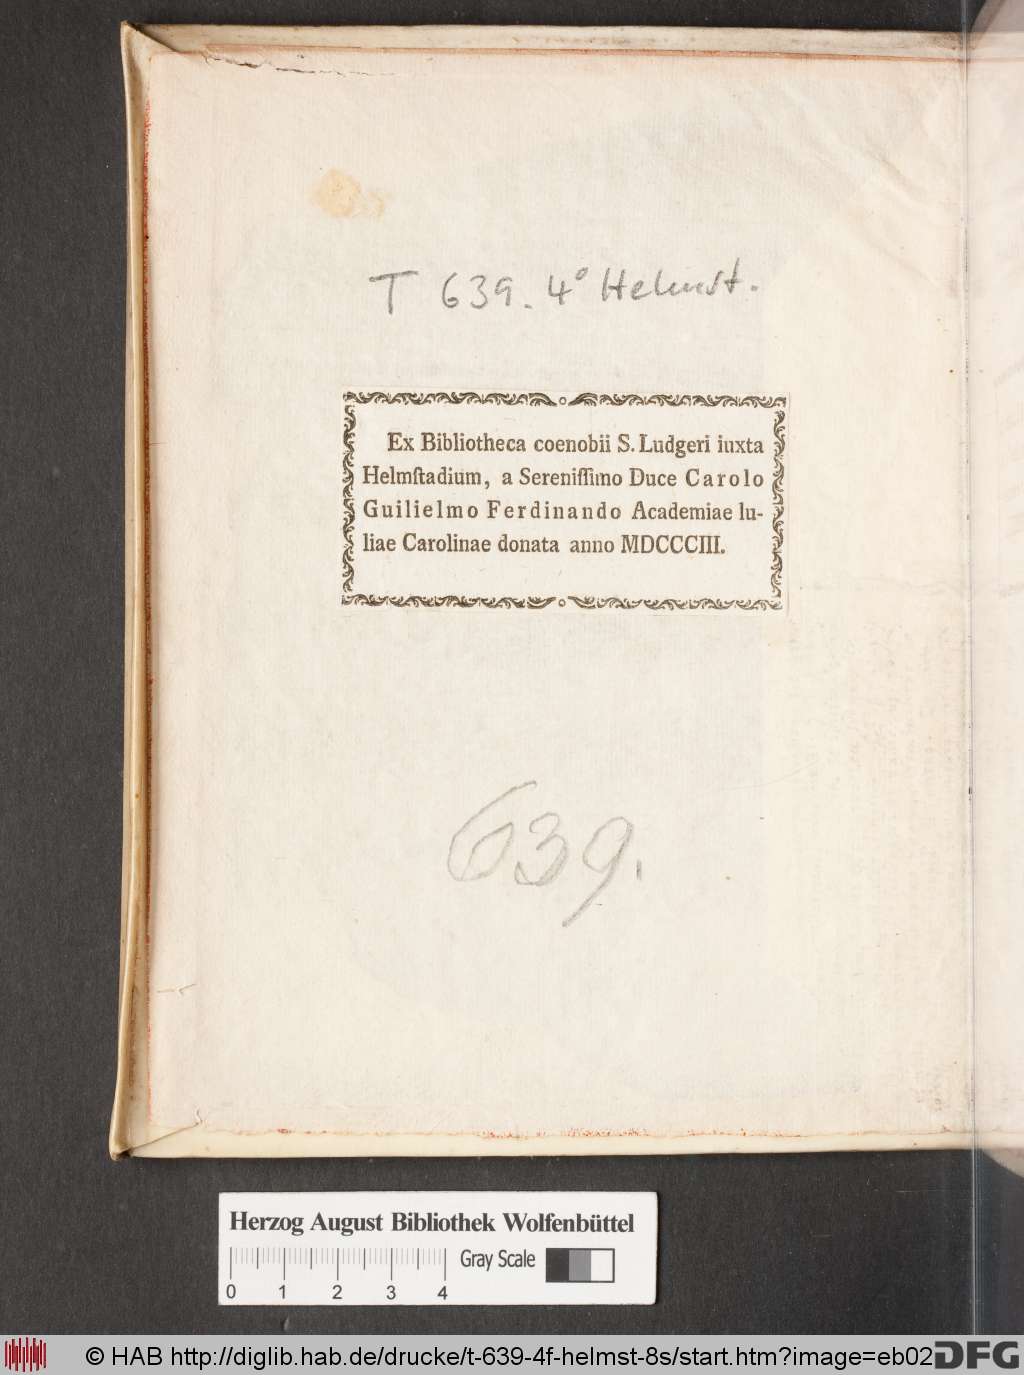 T 639. 4° Helmst.
Ex Bibliotheca coenobii S. Ludgeri iuxta
Helmſtadium, a Sereniſſimo Duce Carolo
Guilielmo Ferdinando Academiae Iu-
liae Carolinae donata anno MDCCCIII.
639.
Herzog August Bibliothek Wolfenbüttel
Gray Scale
0 1 2 3 4
© HAB http://diglib.hab.de/drucke/t-639-4f-helmst-8s/start.htm?image=eb02
DFG